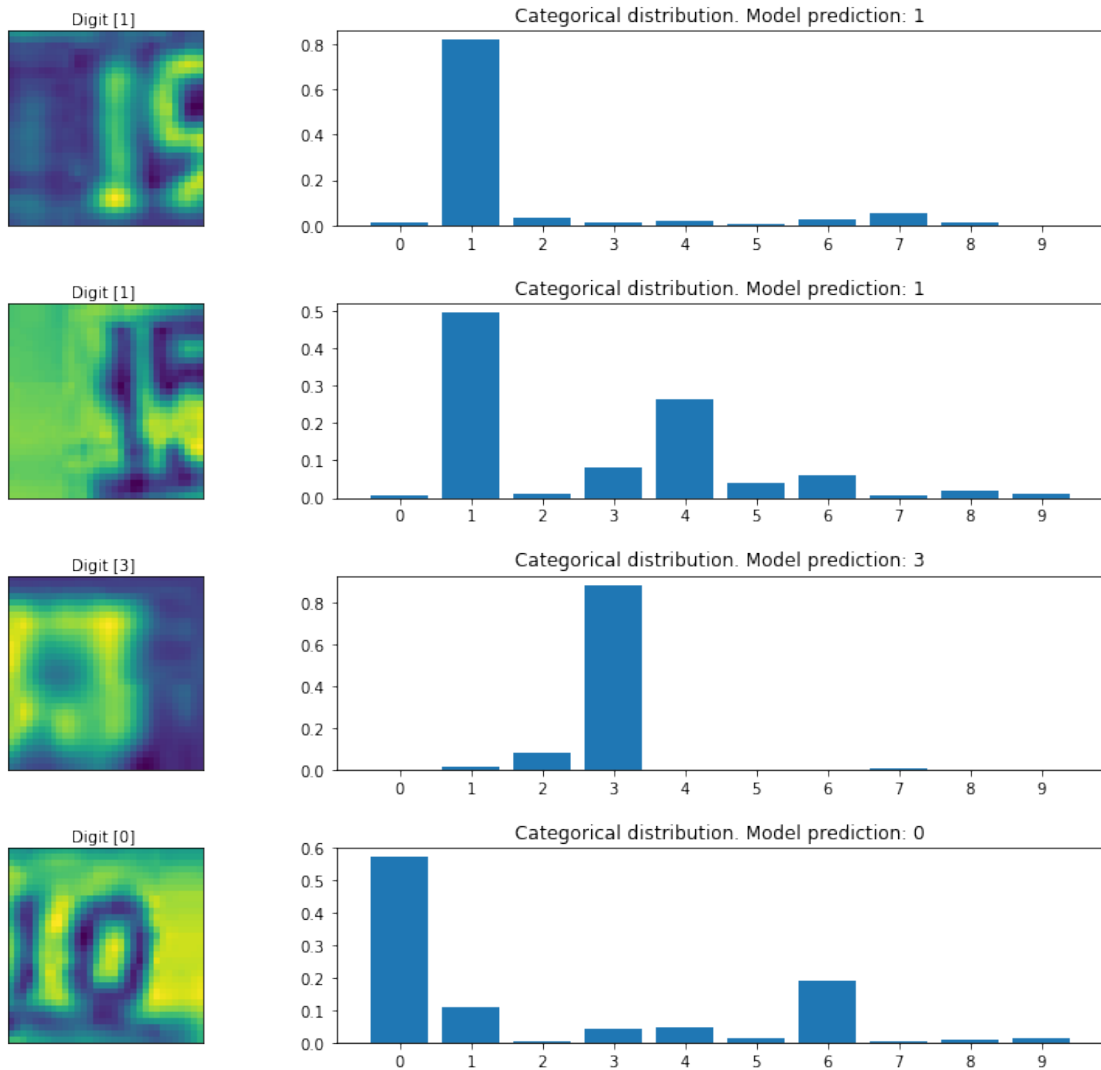 Digit [1]
Categorical distribution. Model prediction: 1
0.8
0.6
0.4
0.2
0.0
0 1 2 3 4 5 6 7 8 9
Digit [1]
Categorical distribution. Model prediction: 1
0.5
0.4
0.3
0.2
0.1
0.0
0 1 2 3 4 5 6 7 8 9
Digit [3]
Categorical distribution. Model prediction: 3
0.8
0.6
0.4
0.2
0.0
0 1 2 3 4 5 6 7 8 9
Digit [0]
Categorical distribution. Model prediction: 0
10
0.6
0.5
0.4
0.3
0.2
0.1
0.0
0 1 2 3 4 5 6 7 8 9